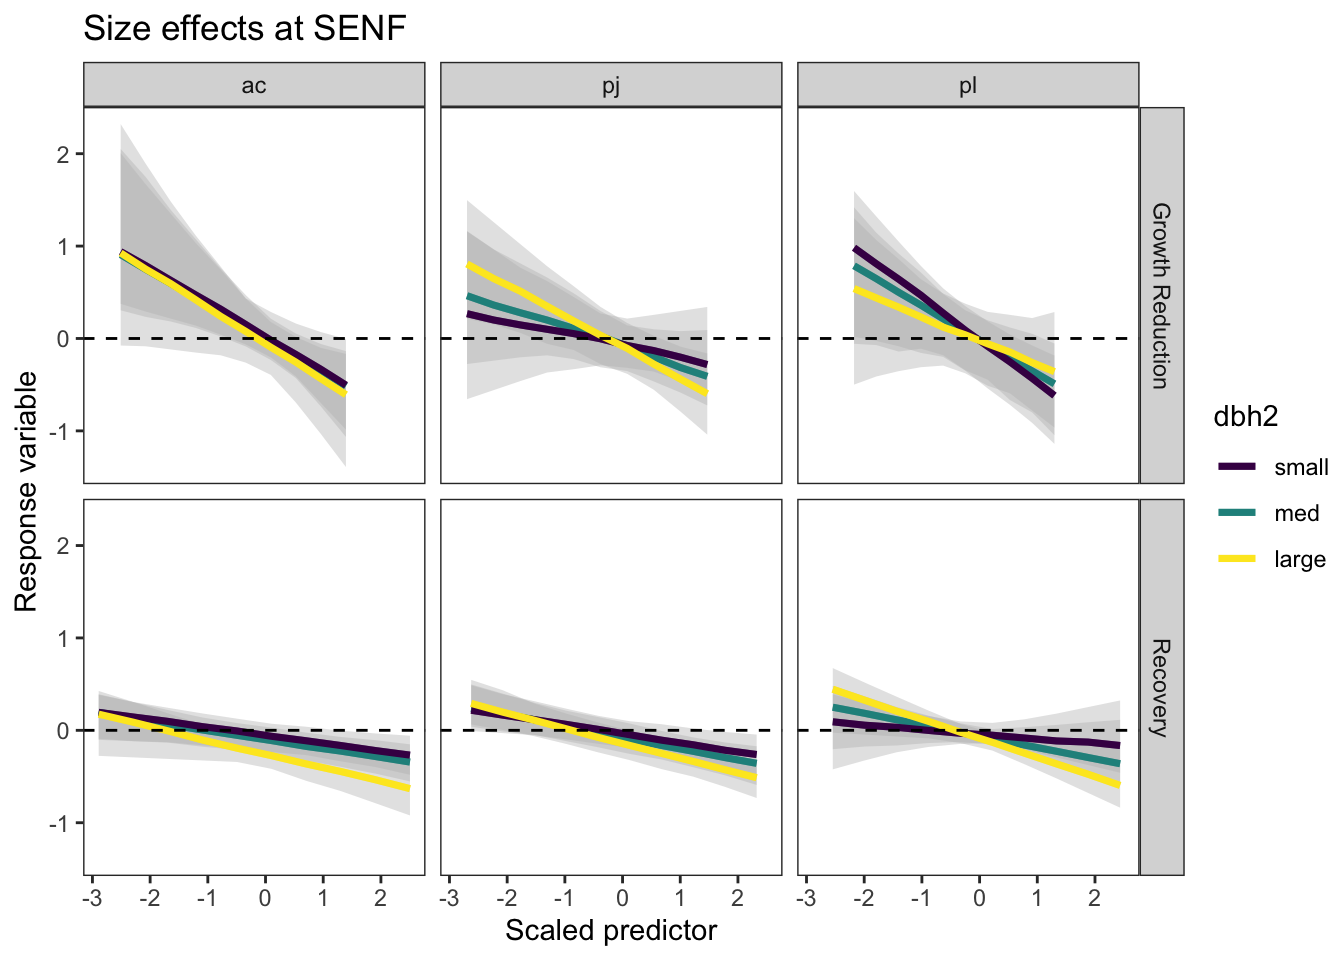 Size effects at SENF
ac
pj
pl
2
1
0
-1
Growth Reduction
2
1
0
-1
Recovery
Response variable
-3 -2 -1 0 1 2
-3 -2 -1 0 1 2
-3 -2 -1 0 1 2
Scaled predictor
dbh2
small
med
large